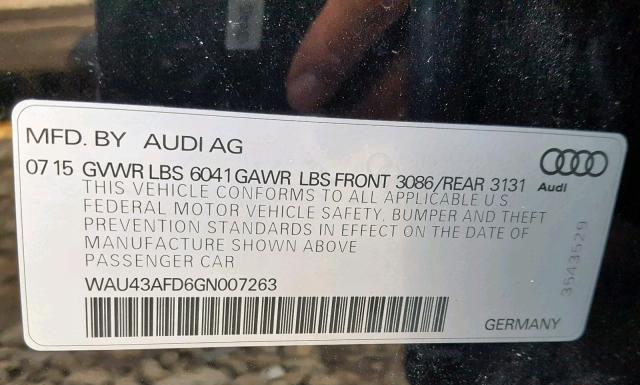 MFD. BY AUDI AG
07 15 GVWR LBS 6041 GAWR LBS FRONT 3086/REAR 3131
Audi
THIS VEHICLE CONFORMS TO ALL APPLICABLE U S
FEDERAL MOTOR VEHICLE SAFETY, BUMPER AND THEFT
PREVENTION STANDARDS IN EFFECT ON THE DATE OF
MANUFACTURE SHOWN ABOVE
PASSENGER CAR
WAU43AFD6GN007263
GERMANY
3543529